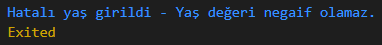 Hatalı yaş girildi - Yaş değeri negaif olamaz.
Exited